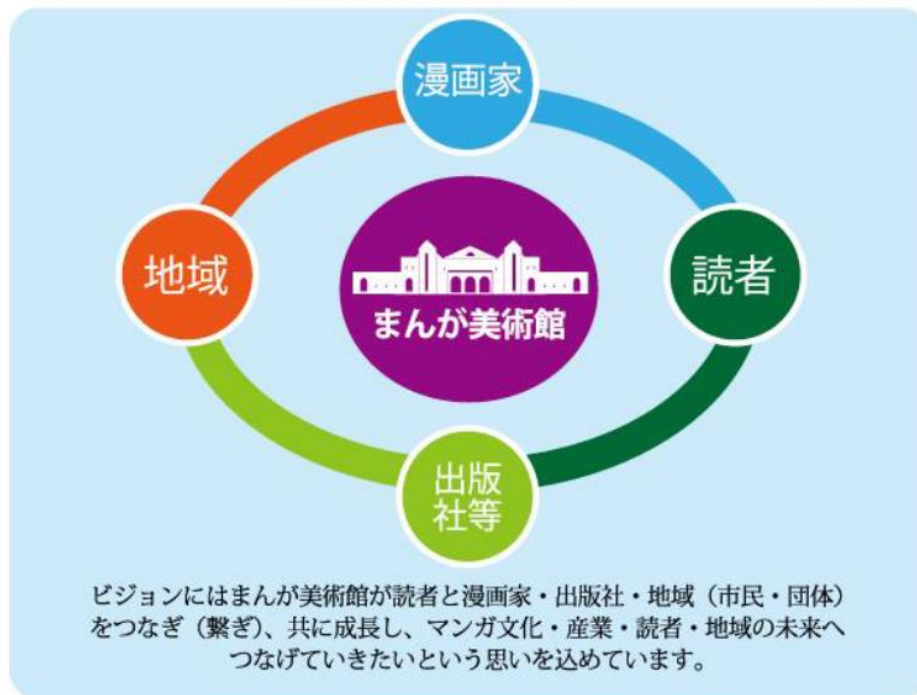 漫画家
地域
読者
まんが美術館
出版
社等
ビジョンにはまんが美術館が読者と漫画家・出版社・地域（市民・団体）
をつなぎ（繋ぎ）、共に成長し、マンガ文化・産業・読者・地域の未来へ
つなげていきたいという思いを込めています。